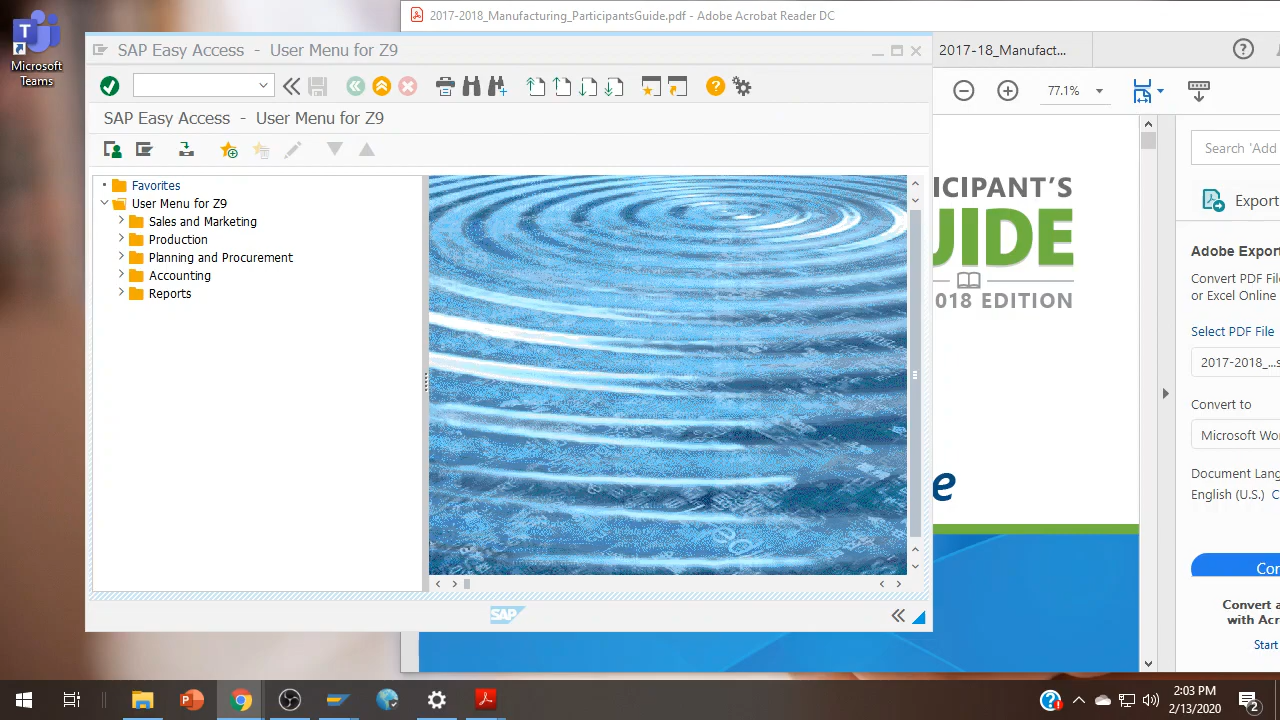 Microsoft
Teams
2017-2018_Manufacturing_ParticipantsGuide.pdf - Adobe Acrobat Reader DC
SAP Easy Access - User Menu for Z9
2017-18_Manufact...
77.1%
SAP Easy Access - User Menu for Z9
Search 'Add
Favorites
User Menu for Z9
Sales and Marketing
Production
Planning and Procurement
Accounting
Reports
ICIPANT'S
UIDE
018 EDITION
e
Export
Adobe Export
Convert PDF File
or Excel Online
Select PDF File
2017-2018_...s
Convert to
Microsoft Wo
Document Lang
English (U.S.) C
Con
Convert a
with Acr
Start
SAP
2:03 PM
2/13/2020
2